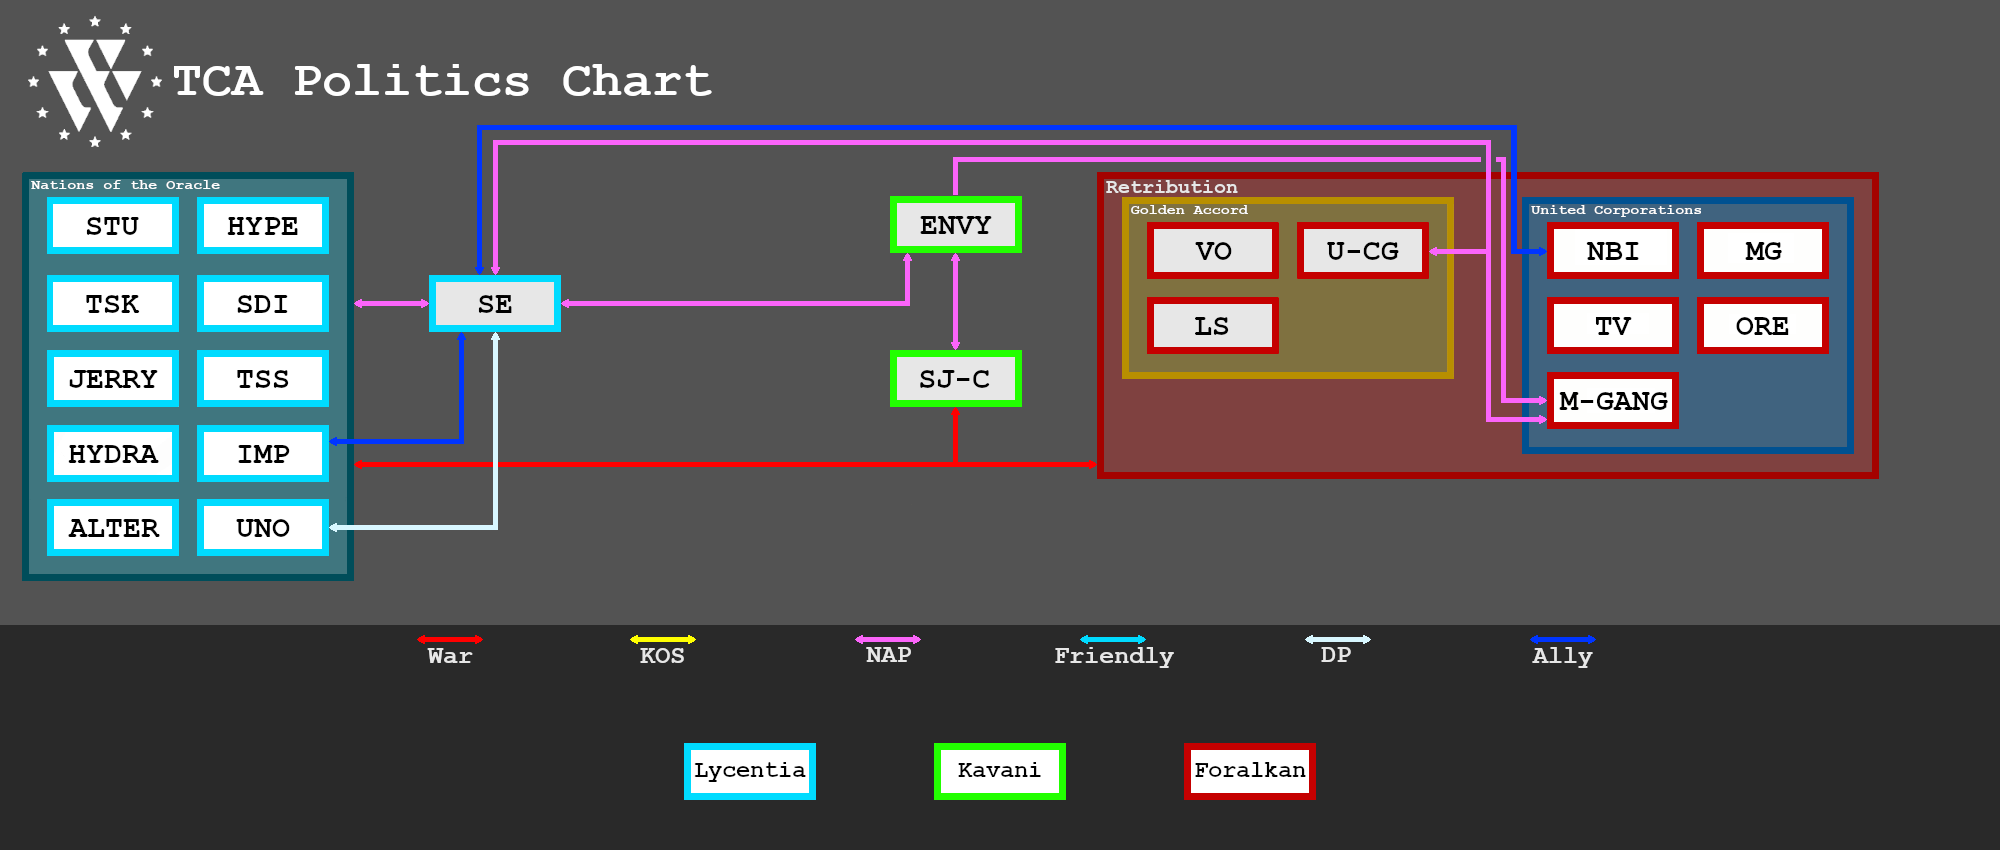 TCA Politics Chart
Nations of the Oracle
STU
HYPE
TSK
SDI
JERRY
TSS
HYDRA
IMP
ALTER
UNO
SE
ENVY
SJ-C
Retribution
Golden Accord
VO
U-CG
LS
United Corporations
NBI
MG
TV
ORE
M-GANG
War
KOS
NAP
Friendly
DP
Ally
Lycentia
Kavani
Foralkan